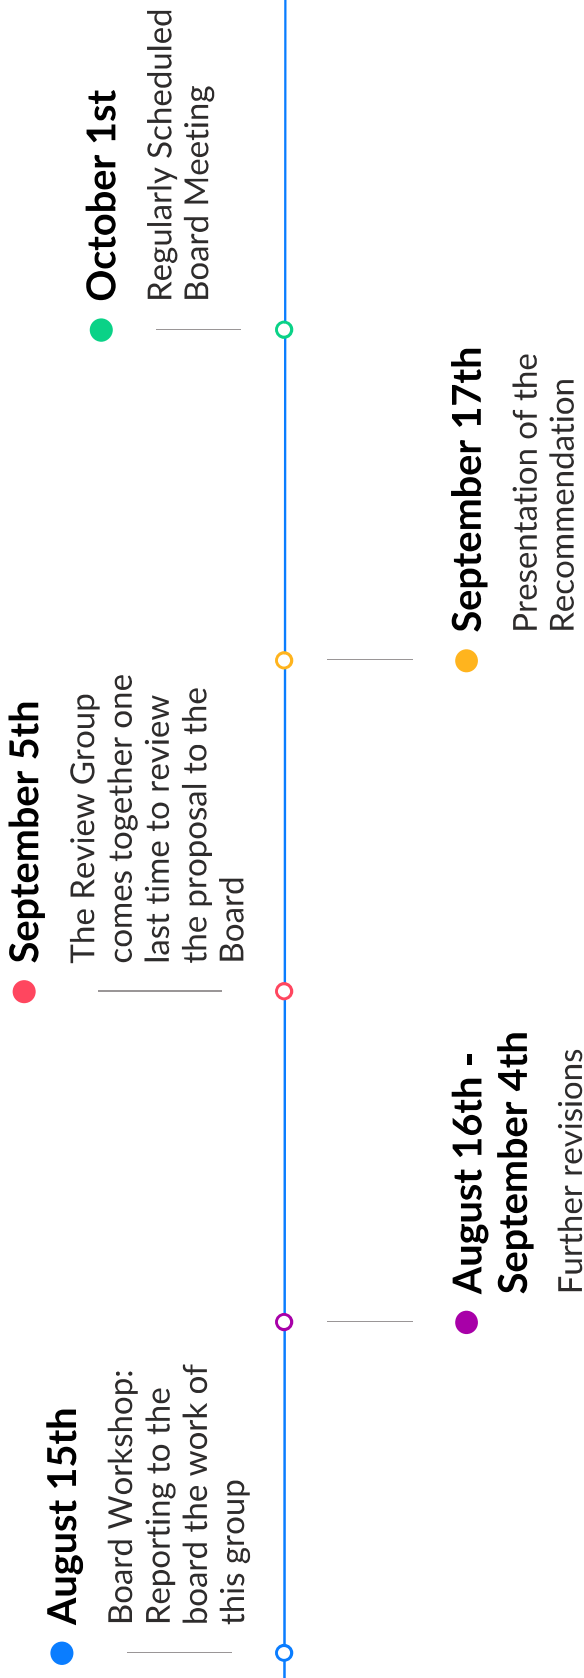 August 15th
Board Workshop:
Reporting to the
board the work of
this group
August 16th -
September 4th
Further revisions
September 5th
The Review Group
comes together one
last time to review
the proposal to the
Board
September 17th
Presentation of the
Recommendation
October 1st
Regularly Scheduled
Board Meeting